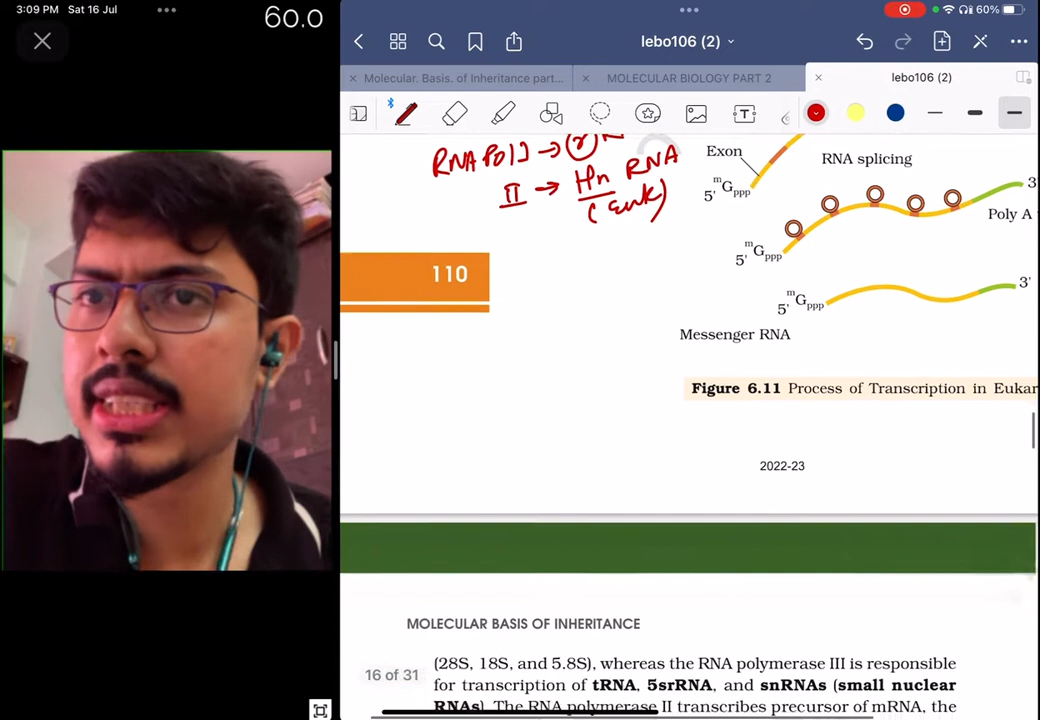 3:09 PM Sat 16 Jul
60.0
60%
lebo106 (2)
Molecular. Basis. of Inheritance part...
MOLECULAR BIOLOGY PART 2
lebo106 (2)
T
RNA Pol I → (r)
II → Hn RNA
(Euk)
Exon
5' mGppp
RNA splicing
3'
Poly A
5' mGppp
3'
5' mGppp
Messenger RNA
110
Figure 6.11 Process of Transcription in Eukar
2022-23
MOLECULAR BASIS OF INHERITANCE
16 of 31
(28S, 18S, and 5.8S), whereas the RNA polymerase III is responsible
for transcription of tRNA, 5srRNA, and snRNAs (small nuclear
RNAs). The RNA polymerase II transcribes precursor of mRNA, the